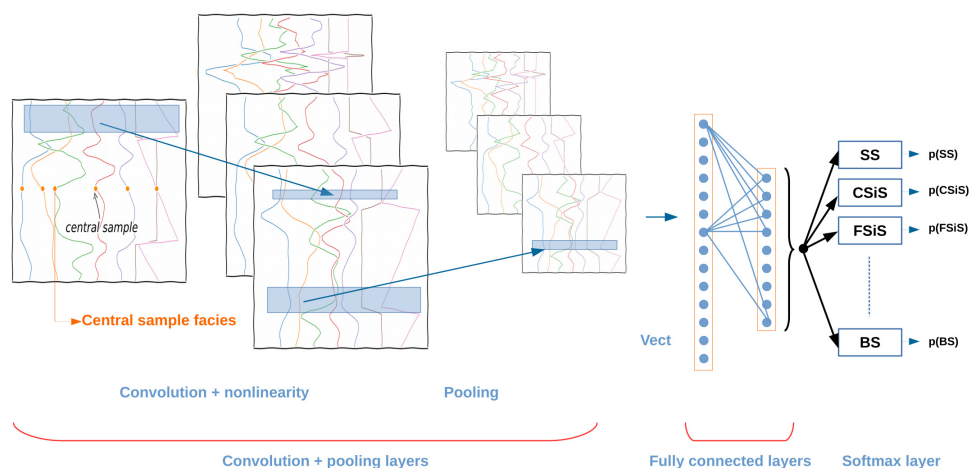 central sample
Central sample facies
Convolution + nonlinearity
Pooling
Vect
SS
p(SS)
CSiS
p(CSiS)
FSiS
p(FSiS)
BS
p(BS)
Convolution + pooling layers
Fully connected layers
Softmax layer